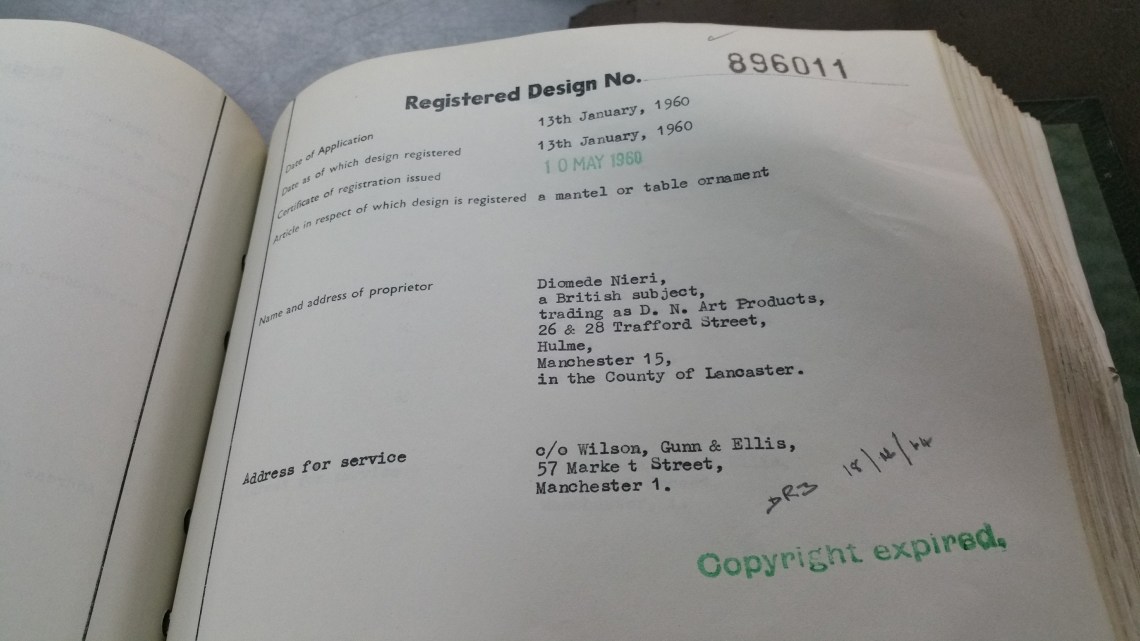 Registered Design No. 896011
Date of Application 13th January, 1960
Date as of which design registered 13th January, 1960
Certificate of registration issued 10 MAY 1960
Article in respect of which design is registered a mantel or table ornament
Name and address of proprietor Diomede Nieri,
a British subject,
trading as D. N. Art Products,
26 & 28 Trafford Street,
Hulme,
Manchester 15,
in the County of Lancaster.
Address for service c/o Wilson, Gunn & Ellis,
57 Marke t Street,
Manchester 1.
Copyright expired.